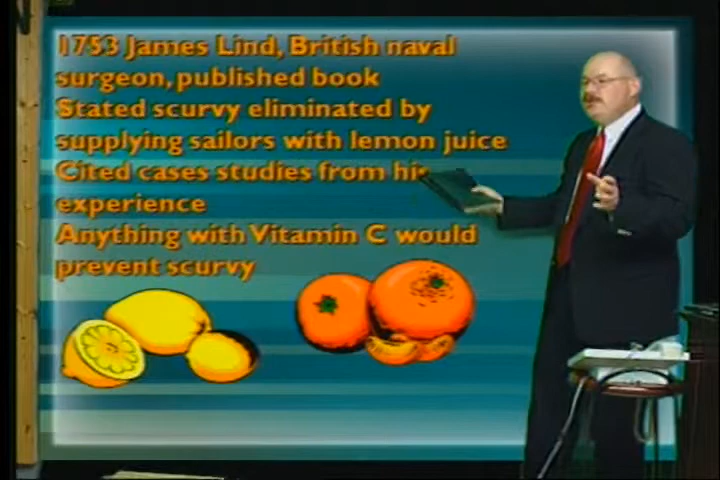 1753 James Lind, British naval
surgeon, published book
Stated scurvy eliminated by
supplying sailors with lemon juice
Cited cases studies from his
experience
Anything with Vitamin C would
prevent scurvy